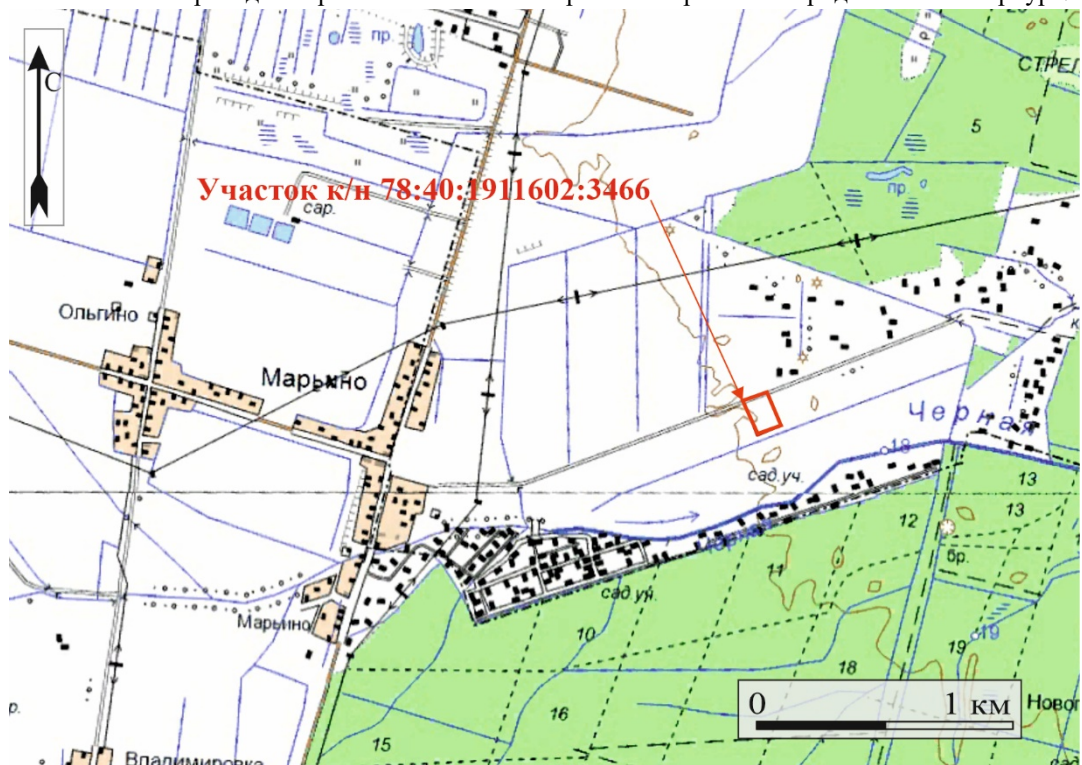 С
пр.
5
пр.
Участок к/н 78:40:1911602:3466
сар.
Ольгино
Марьино
Черная
18
сад.уч.
13
13
12
бр.
11
сад.уч.
Марьино
10
19
19
18
16
15
0 1 км
Владимировка